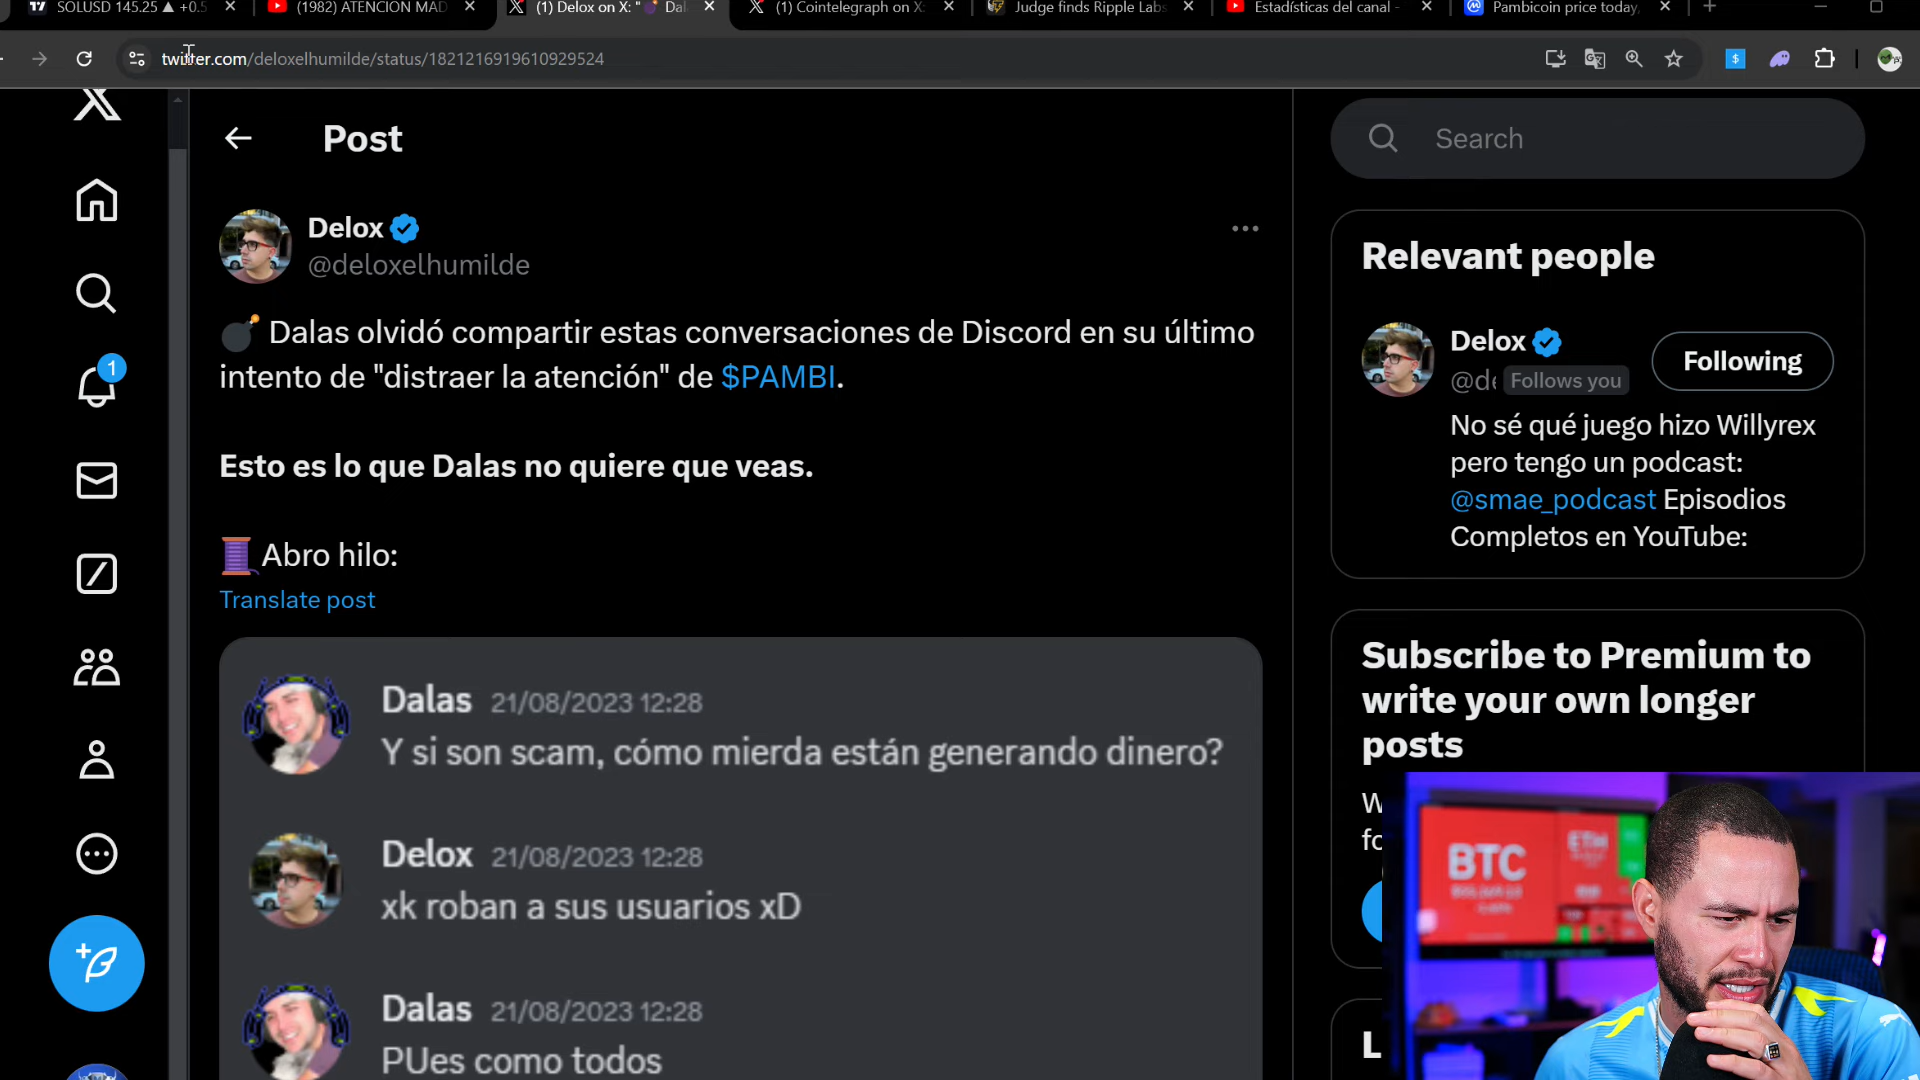 SOLUSD 145.25 ▲ +0.5
(1982) ATENCION MAD
(1) Delox on X: " Dal
(1) Cointelegraph on X:
Judge finds Ripple Labs
Estadísticas del canal -
Pambicoin price today,
twitter.com/deloxelhumilde/status/1821216919610929524
Post
Search
Delox
@deloxelhumilde
💣 Dalas olvidó compartir estas conversaciones de Discord en su último
intento de "distraer la atención" de $PAMBI.
Esto es lo que Dalas no quiere que veas.
🧵 Abro hilo:
Translate post
Dalas 21/08/2023 12:28
Y si son scam, cómo mierda están generando dinero?
Delox 21/08/2023 12:28
xk roban a sus usuarios xD
Dalas 21/08/2023 12:28
PUes como todos
1
Relevant people
Delox
Following
@de Follows you
No sé qué juego hizo Willyrex
pero tengo un podcast:
@smae_podcast Episodios
Completos en YouTube:
Subscribe to Premium to
write your own longer
posts
W
fo
L
BTC
ETH